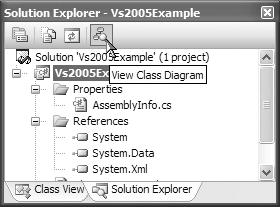 Solution Explorer - Vs2005Example
Solution 'Vs2005Example' (1 project)
Vs2005Ex
View Class Diagram
Properties
AssemblyInfo.cs
References
System
System.Data
System.Xml
Class View
Solution Explorer